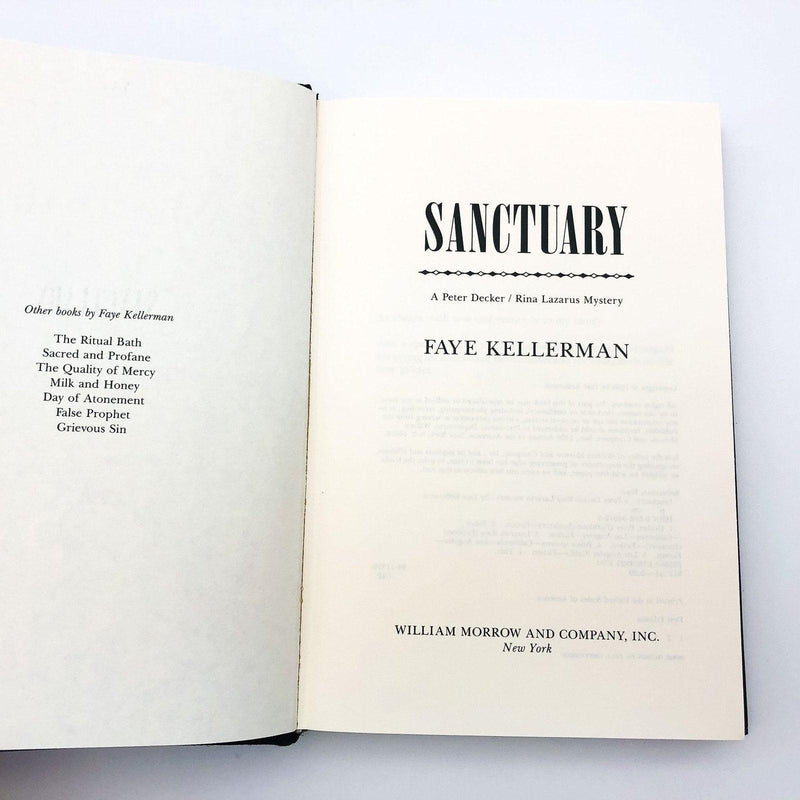 Other books by Faye Kellerman
The Ritual Bath
Sacred and Profane
The Quality of Mercy
Milk and Honey
Day of Atonement
False Prophet
Grievous Sin
SANCTUARY
A Peter Decker / Rina Lazarus Mystery
FAYE KELLERMAN
WILLIAM MORROW AND COMPANY, INC.
New York